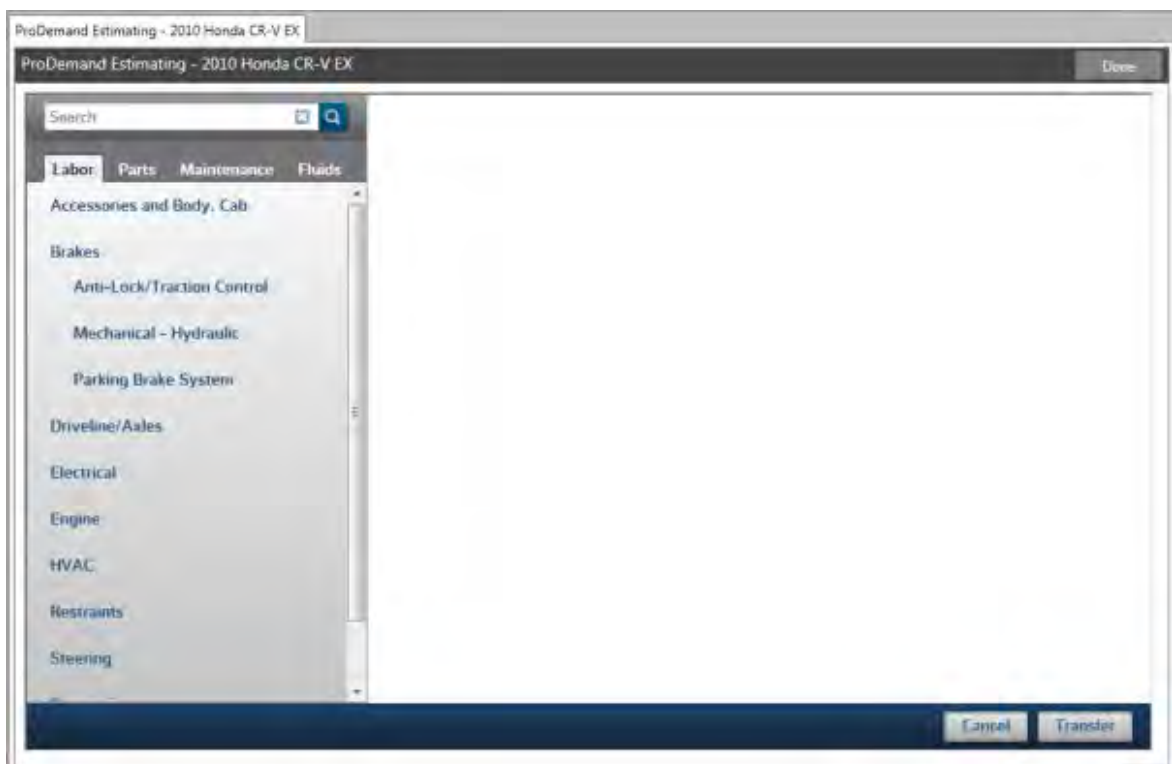 ProDemand Estimating - 2010 Honda CR-V EX
ProDemand Estimating - 2010 Honda CR-V EX
Done
Search
Labor Parts Maintenance Fluids
Accessories and Body, Cab
Brakes
Anti-Lock/Traction Control
Mechanical - Hydraulic
Parking Brake System
Driveline/Axles
Electrical
Engine
HVAC
Restraints
Steering
Cancel Transfer